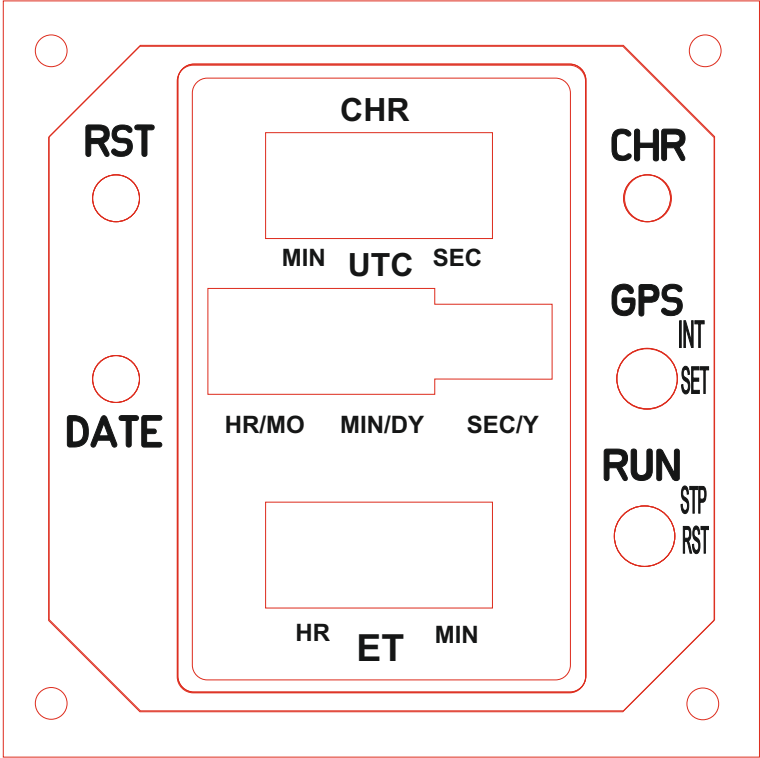 CHR
RST
CHR
MIN UTC SEC
GPS
INT
SET
HR/MO MIN/DY SEC/Y
DATE
RUN
STP
RST
HR ET MIN